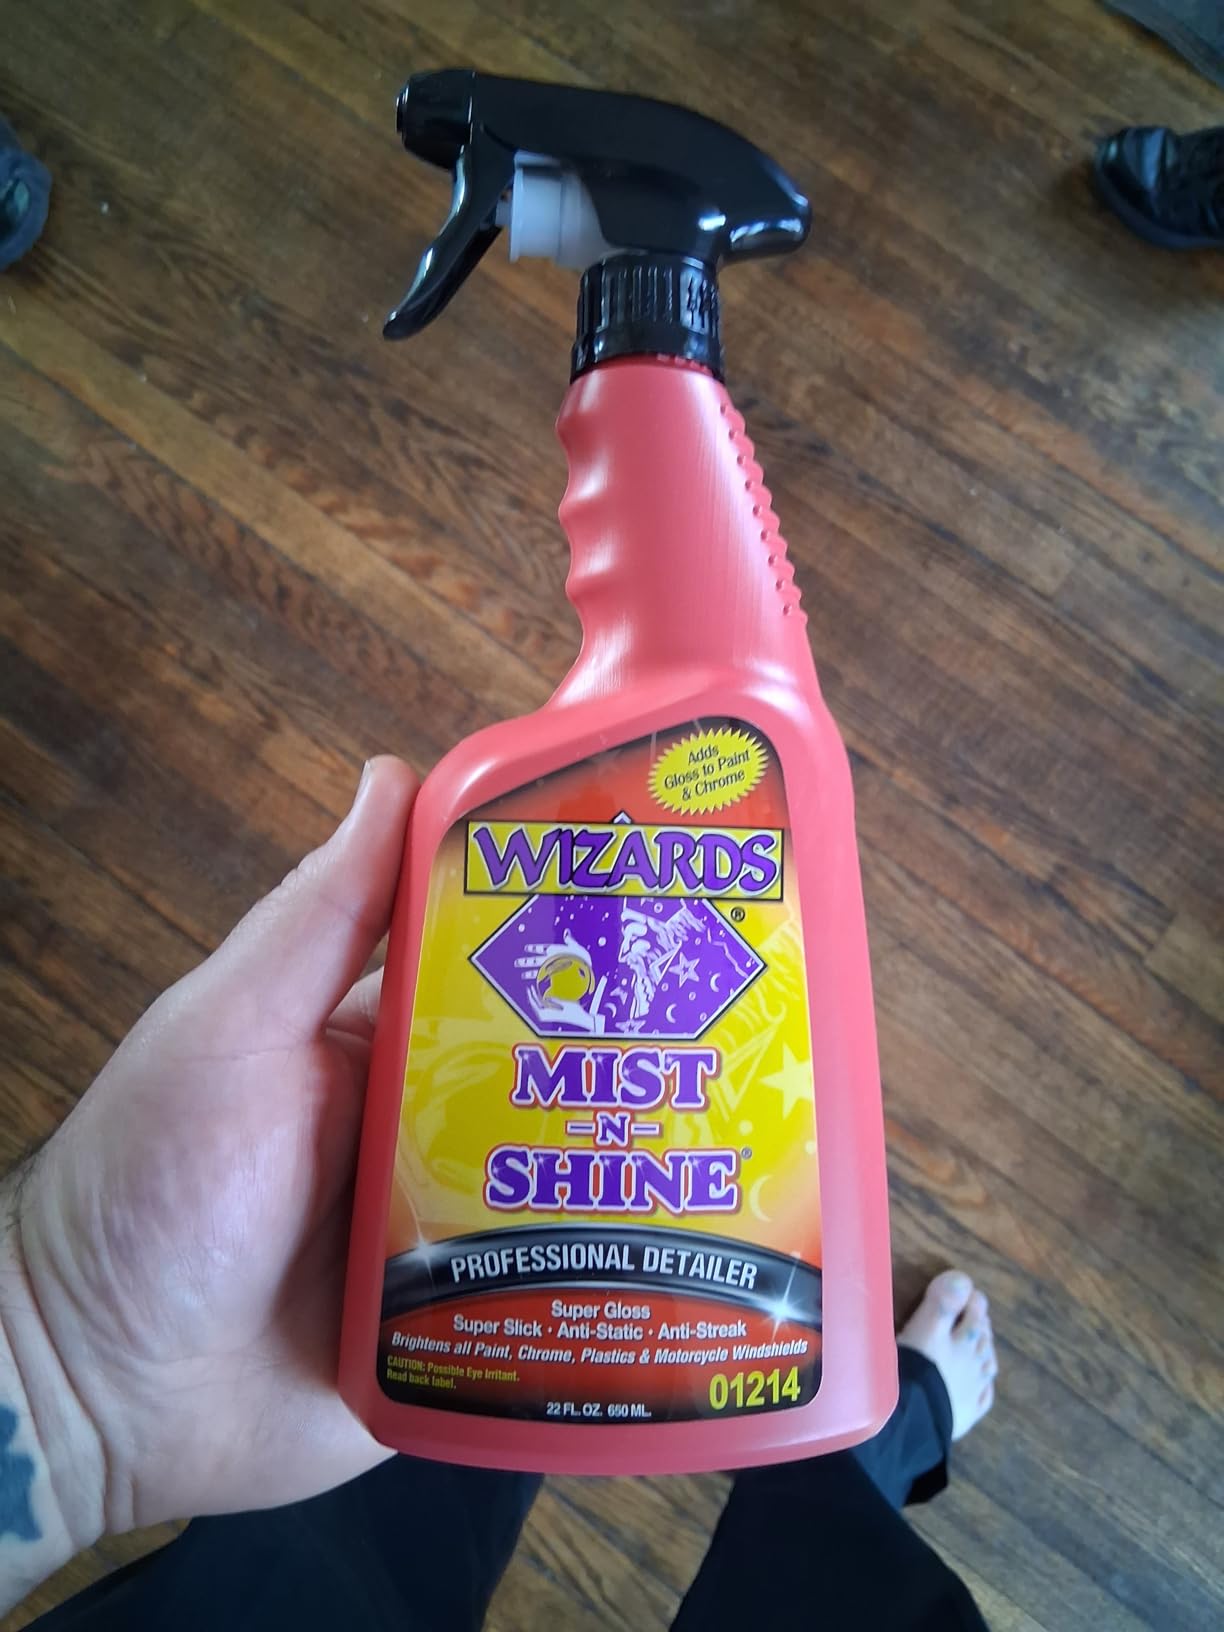 Adds
Gloss to Paint
& Chrome
WIZARDS
®
MIST
-N-
SHINE®
PROFESSIONAL DETAILER
Super Gloss
Super Slick • Anti-Static • Anti-Streak
Brightens all Paint, Chrome, Plastics & Motorcycle Windshields
CAUTION: Possible Eye Irritant.
Read back label.
01214
22 FL. OZ. 650 ML.